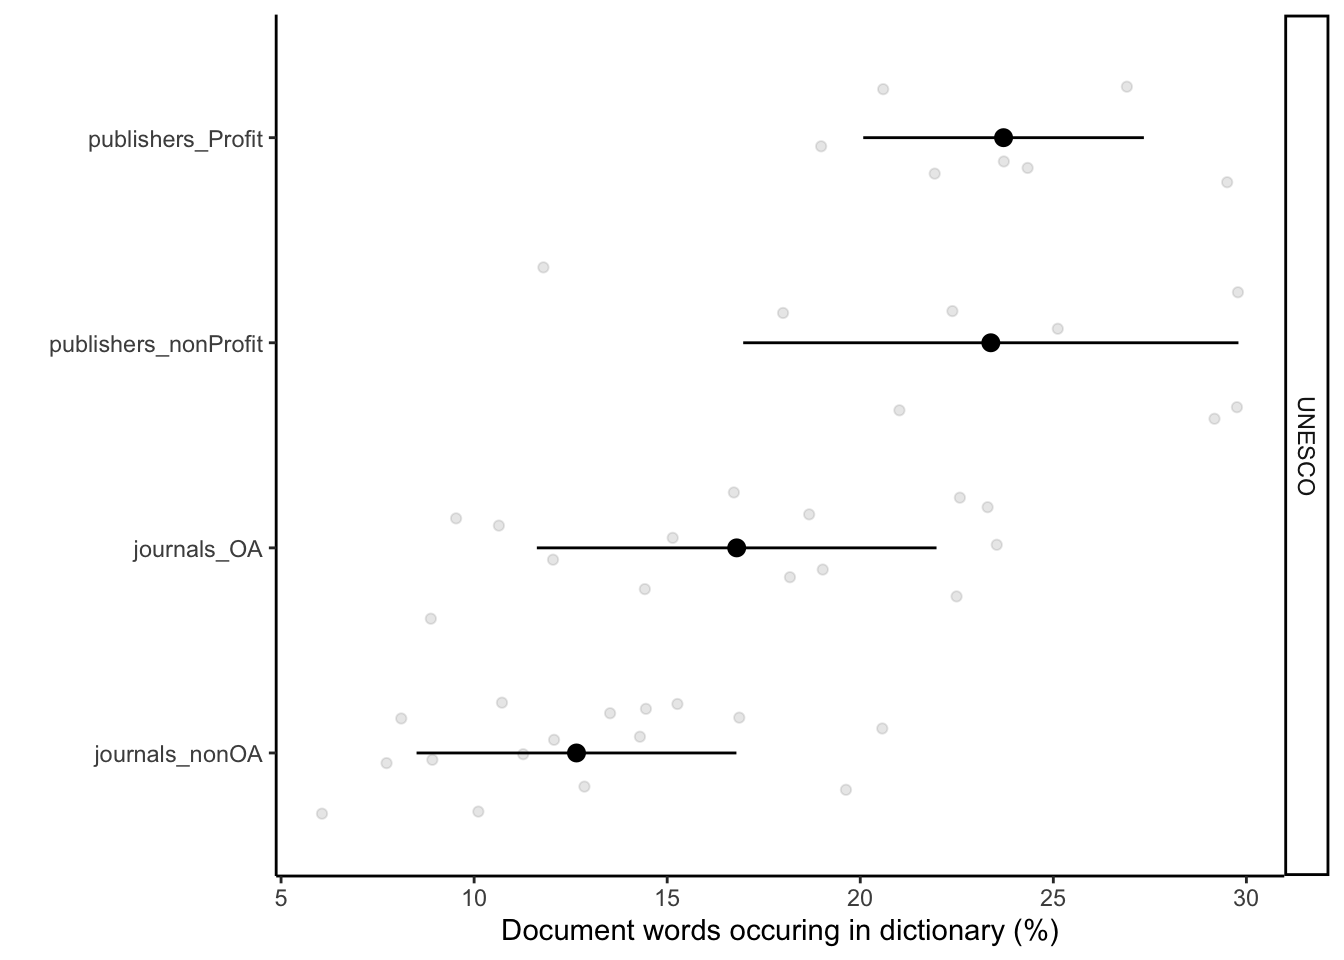 publishers_Profit
publishers_nonProfit
journals_OA
journals_nonOA
UNESCO
5 10 15 20 25 30
Document words occuring in dictionary (%)